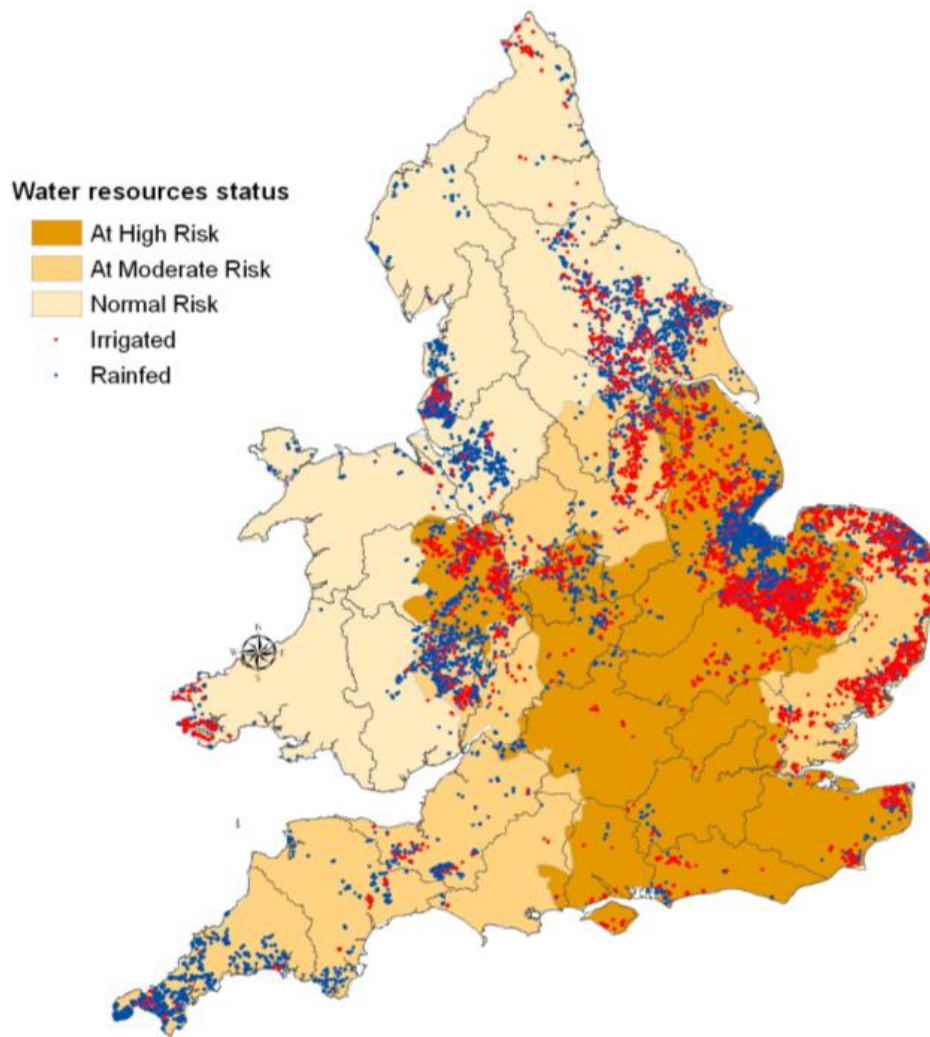 Water resources status
At High Risk
At Moderate Risk
Normal Risk
Irrigated
Rainfed